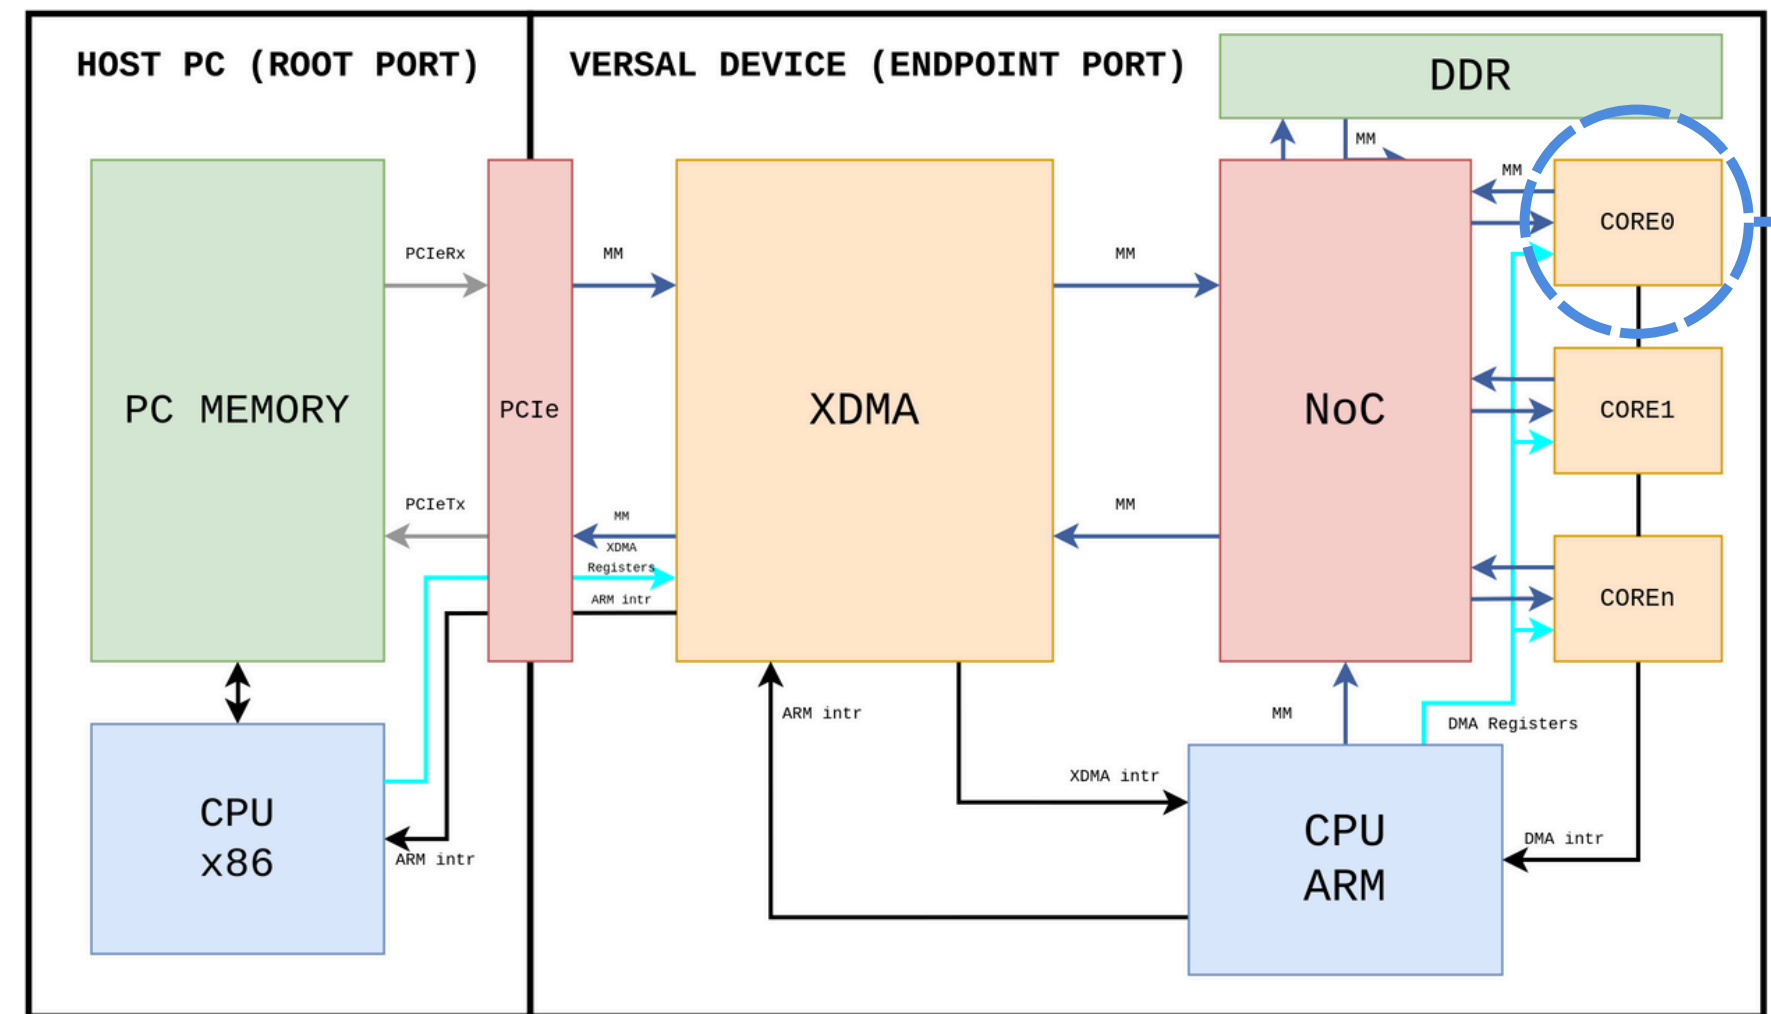 HOST PC (ROOT PORT)
VERSAL DEVICE (ENDPOINT PORT)
DDR
MM
MM
CORE0
PCIeRx
MM
MM
PC MEMORY
PCIe
XDMA
NoC
CORE1
PCIeTx
MM
XDMA
Registers
ARM intr
MM
COREn
ARM intr
MM
DMA Registers
XDMA intr
CPU
x86
ARM intr
CPU
ARM
DMA intr